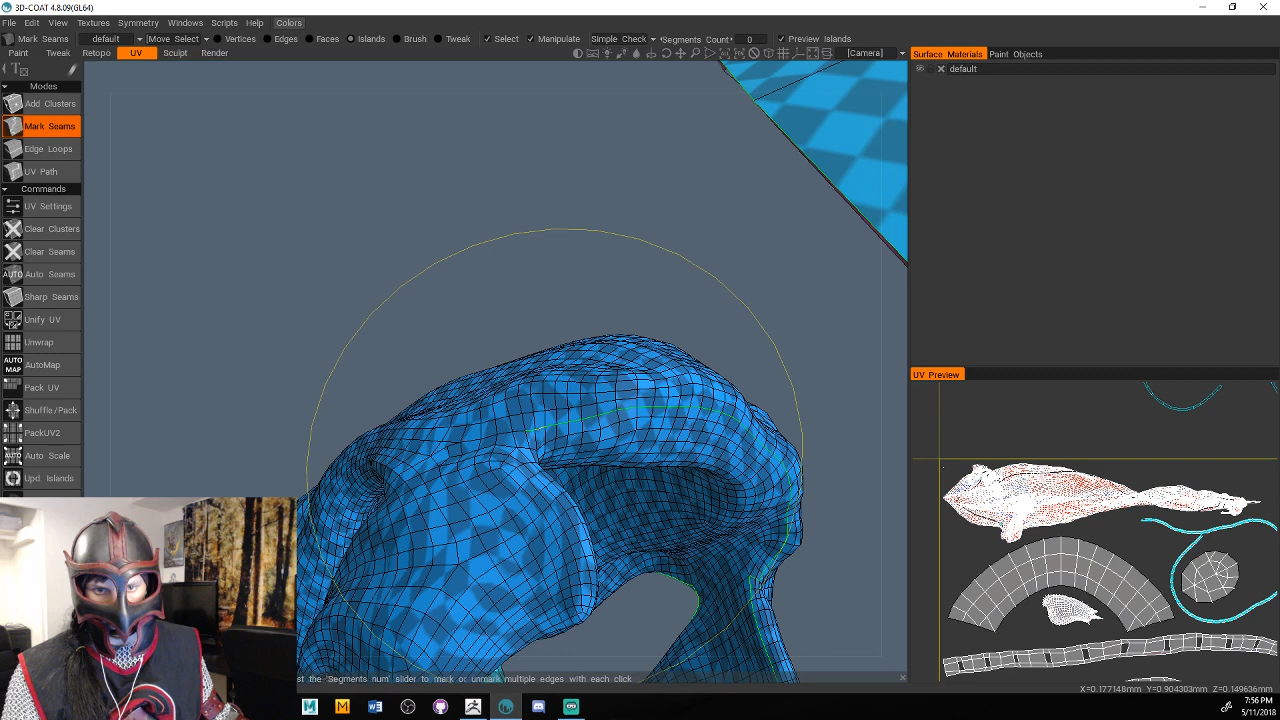 3D-COAT 4.8.09(GL64)
File Edit View Textures Symmetry Windows Scripts Help Colors
Mark Seams default [Move Select Vertices Edges Faces Islands Brush Tweak Select Manipulate Simple Check Segments Count 0 Preview Islands
Paint Tweak Retopo UV Sculpt Render [Camera]
Surface Materials Paint Objects
default
Modes
Add Clusters
Mark Seams
Edge Loops
UV Path
Commands
UV Settings
Clear Clusters
Clear Seams
AUTO Auto Seams
Sharp Seams
Unify UV
Unwrap
AUTO MAP AutoMap
Pack UV
Shuffle/Pack
PackUV2
AUTO Auto Scale
Upd. Islands
UV Preview
st the 'Segments num' slider to mark or unmark multiple edges with each click
X=0.177148mm Y=0.904303mm Z=0.149636mm
7:56 PM
5/11/2018